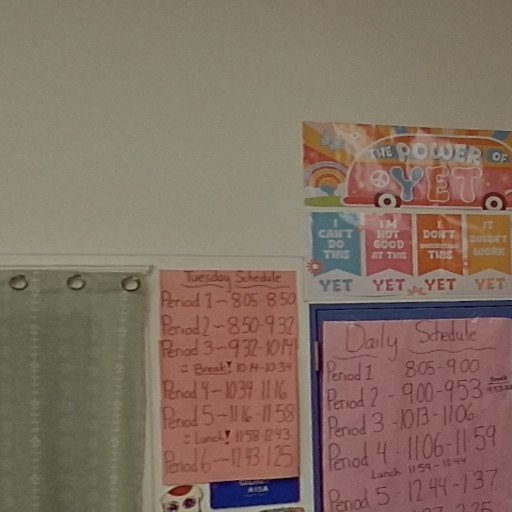 THE POWER OF
YET
I CAN'T DO THIS YET
I'M NOT GOOD AT THIS YET
I DON'T THIS YET
IT DOESN'T WORK YET
Tuesday Schedule
Period 1 - 8:05-8:50
Period 2 - 8:50-9:32
Period 3 - 9:32-10:14
= Break! 10:14-10:34
Period 4 - 10:34 11:16
Period 5 - 11:16-11:58
= Lunch! 11:58-12:43
Period 6 - 12:43-1:25
Daily Schedule
Period 1 8:05-9:00
Period 2 - 9:00-9:53 Break
Period 3 - 10:13-11:06
Period 4 - 11:06-11:59
Lunch 11:59-12:44
Period 5 - 12:44-1:37